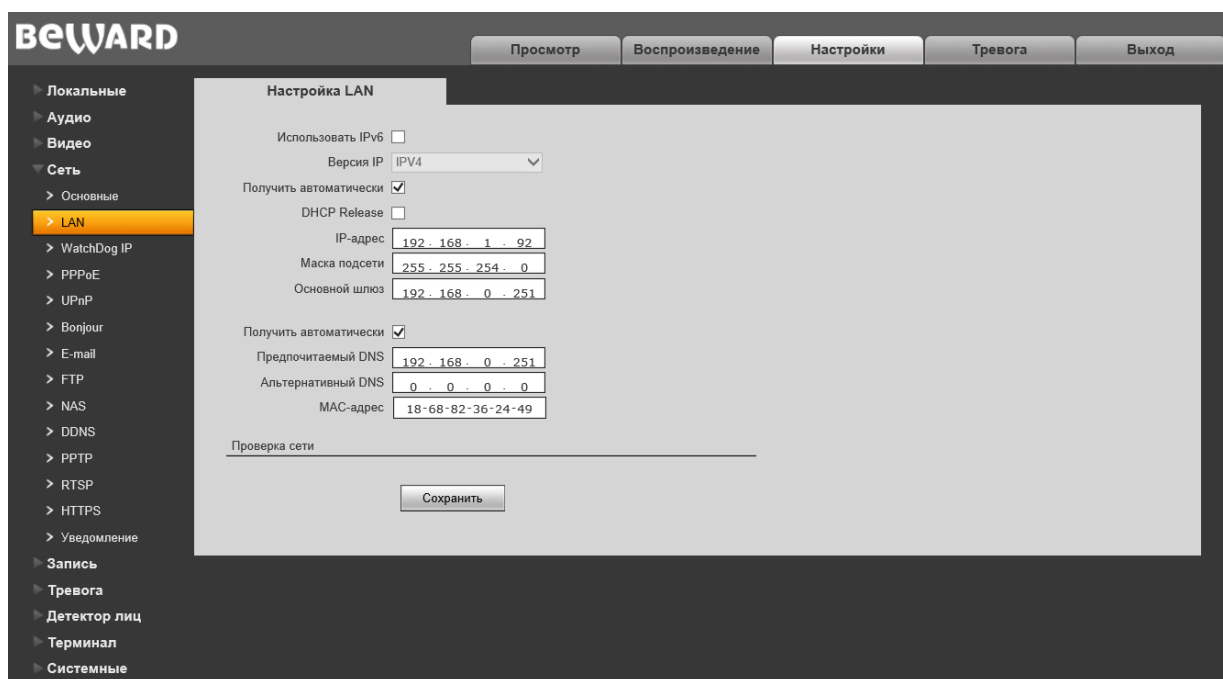 BEWARD
Просмотр
Воспроизведение
Настройки
Тревога
Выход
Локальные
Аудио
Видео
Сеть
Основные
LAN
WatchDog IP
PPPoE
UPnP
Bonjour
E-mail
FTP
NAS
DDNS
PPTP
RTSP
HTTPS
Уведомление
Запись
Тревога
Детектор лиц
Терминал
Системные
Настройка LAN
Использовать IPv6
Версия IP IPV4
Получить автоматически
DHCP Release
IP-адрес 192 . 168 . 1 . 92
Маска подсети 255 . 255 . 254 . 0
Основной шлюз 192 . 168 . 0 . 251
Получить автоматически
Предпочитаемый DNS 192 . 168 . 0 . 251
Альтернативный DNS 0 . 0 . 0 . 0
MAC-адрес 18-68-82-36-24-49
Проверка сети
Сохранить